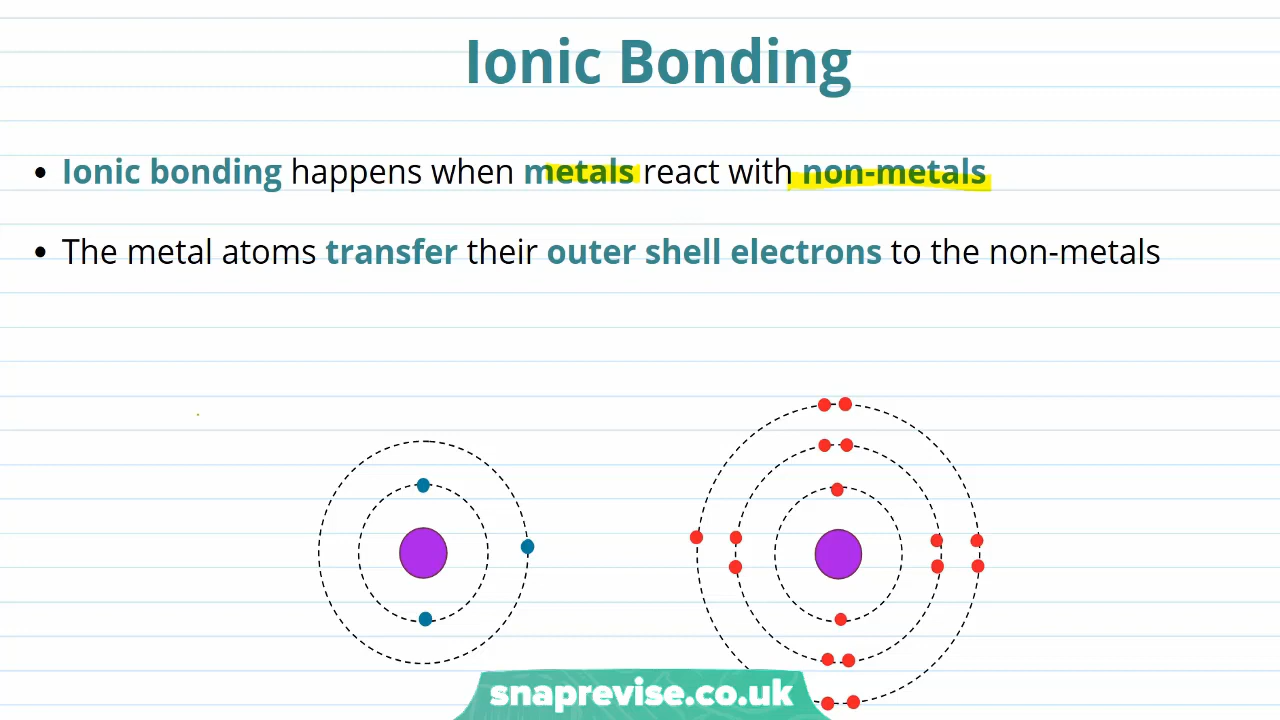 Ionic Bonding
• Ionic bonding happens when metals react with non-metals
• The metal atoms transfer their outer shell electrons to the non-metals
snaprevise.co.uk